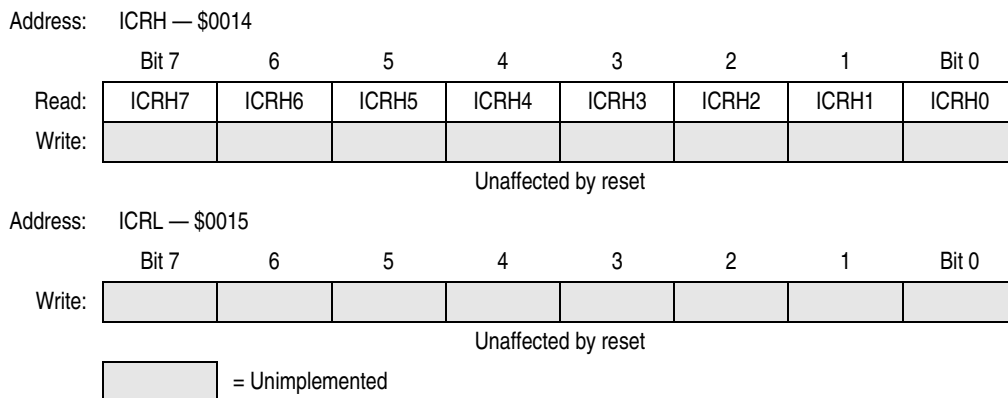 Address: ICRH — $0014
Bit 7 6 5 4 3 2 1 Bit 0
Read: ICRH7 ICRH6 ICRH5 ICRH4 ICRH3 ICRH2 ICRH1 ICRH0
Write:
Unaffected by reset
Address: ICRL — $0015
Bit 7 6 5 4 3 2 1 Bit 0
Write:
Unaffected by reset
= Unimplemented